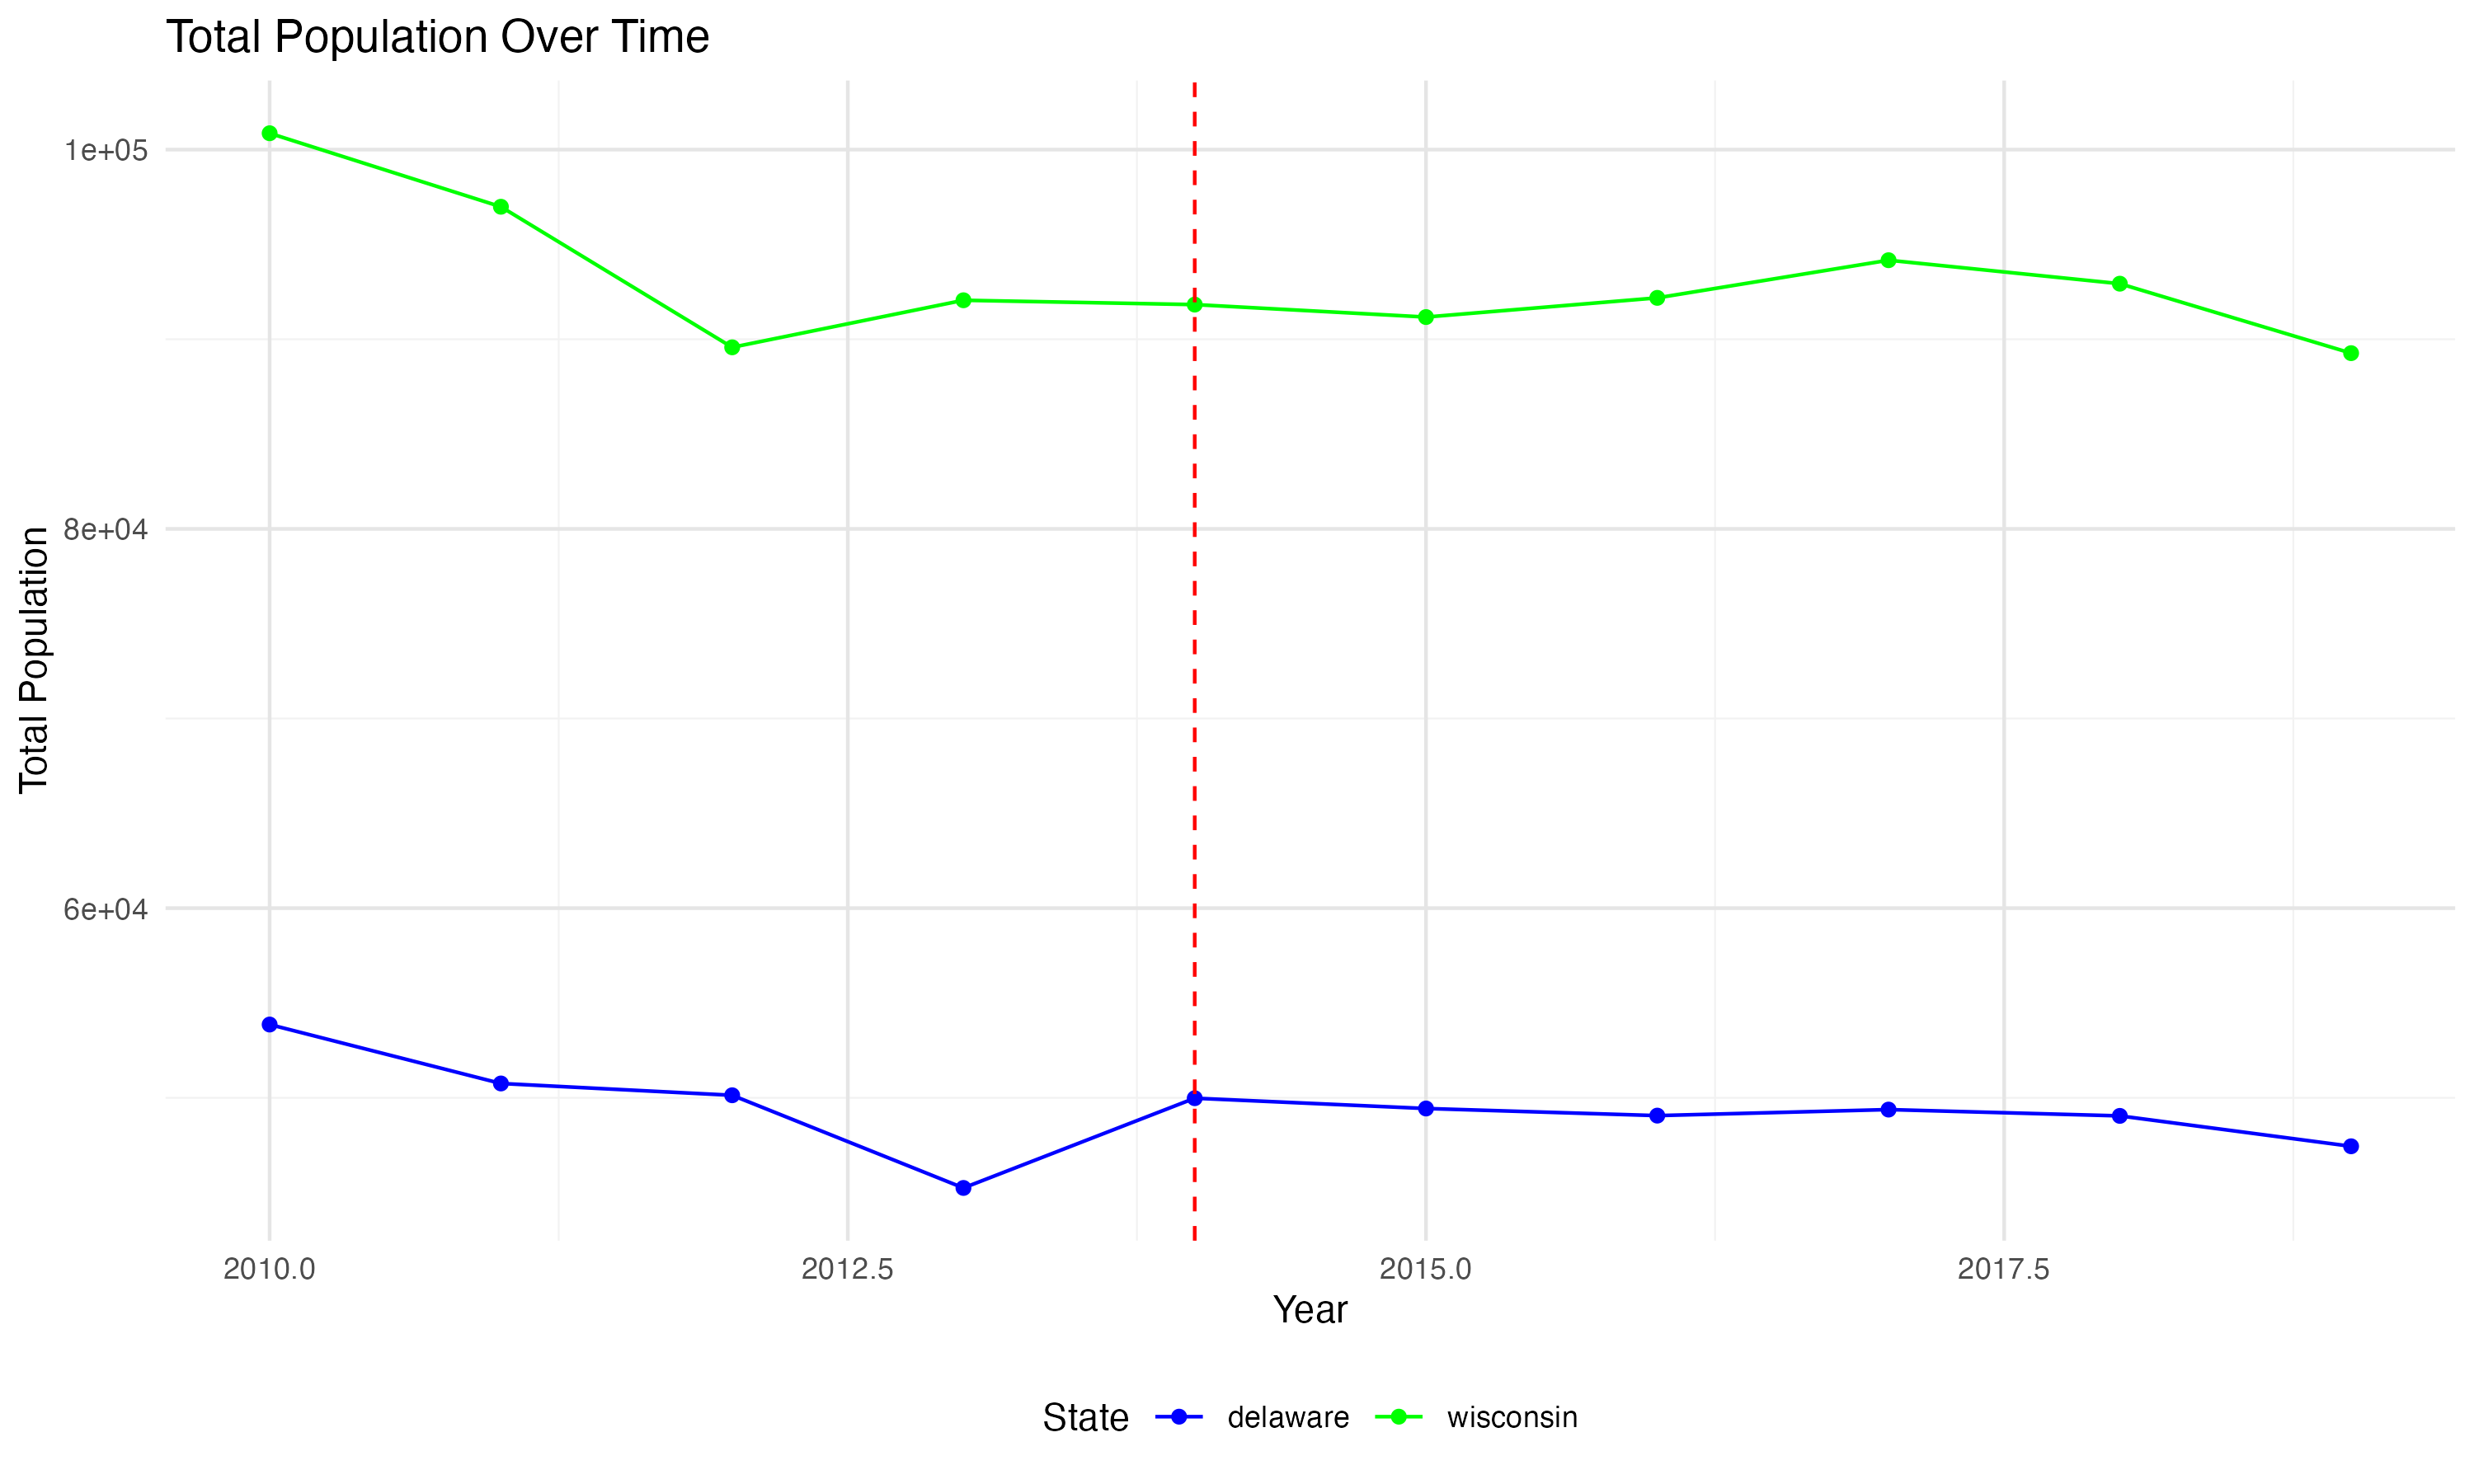 Total Population Over Time
Total Population
1e+05
8e+04
6e+04
2010.0 2012.5 2015.0 2017.5
Year
State delaware wisconsin